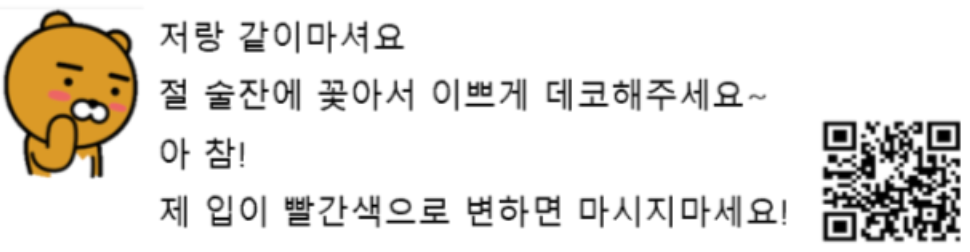 저랑 같이마셔요
절 술잔에 꽃아서 이쁘게 데코해주세요~
아 참!
제 입이 빨간색으로 변하면 마시지마세요!